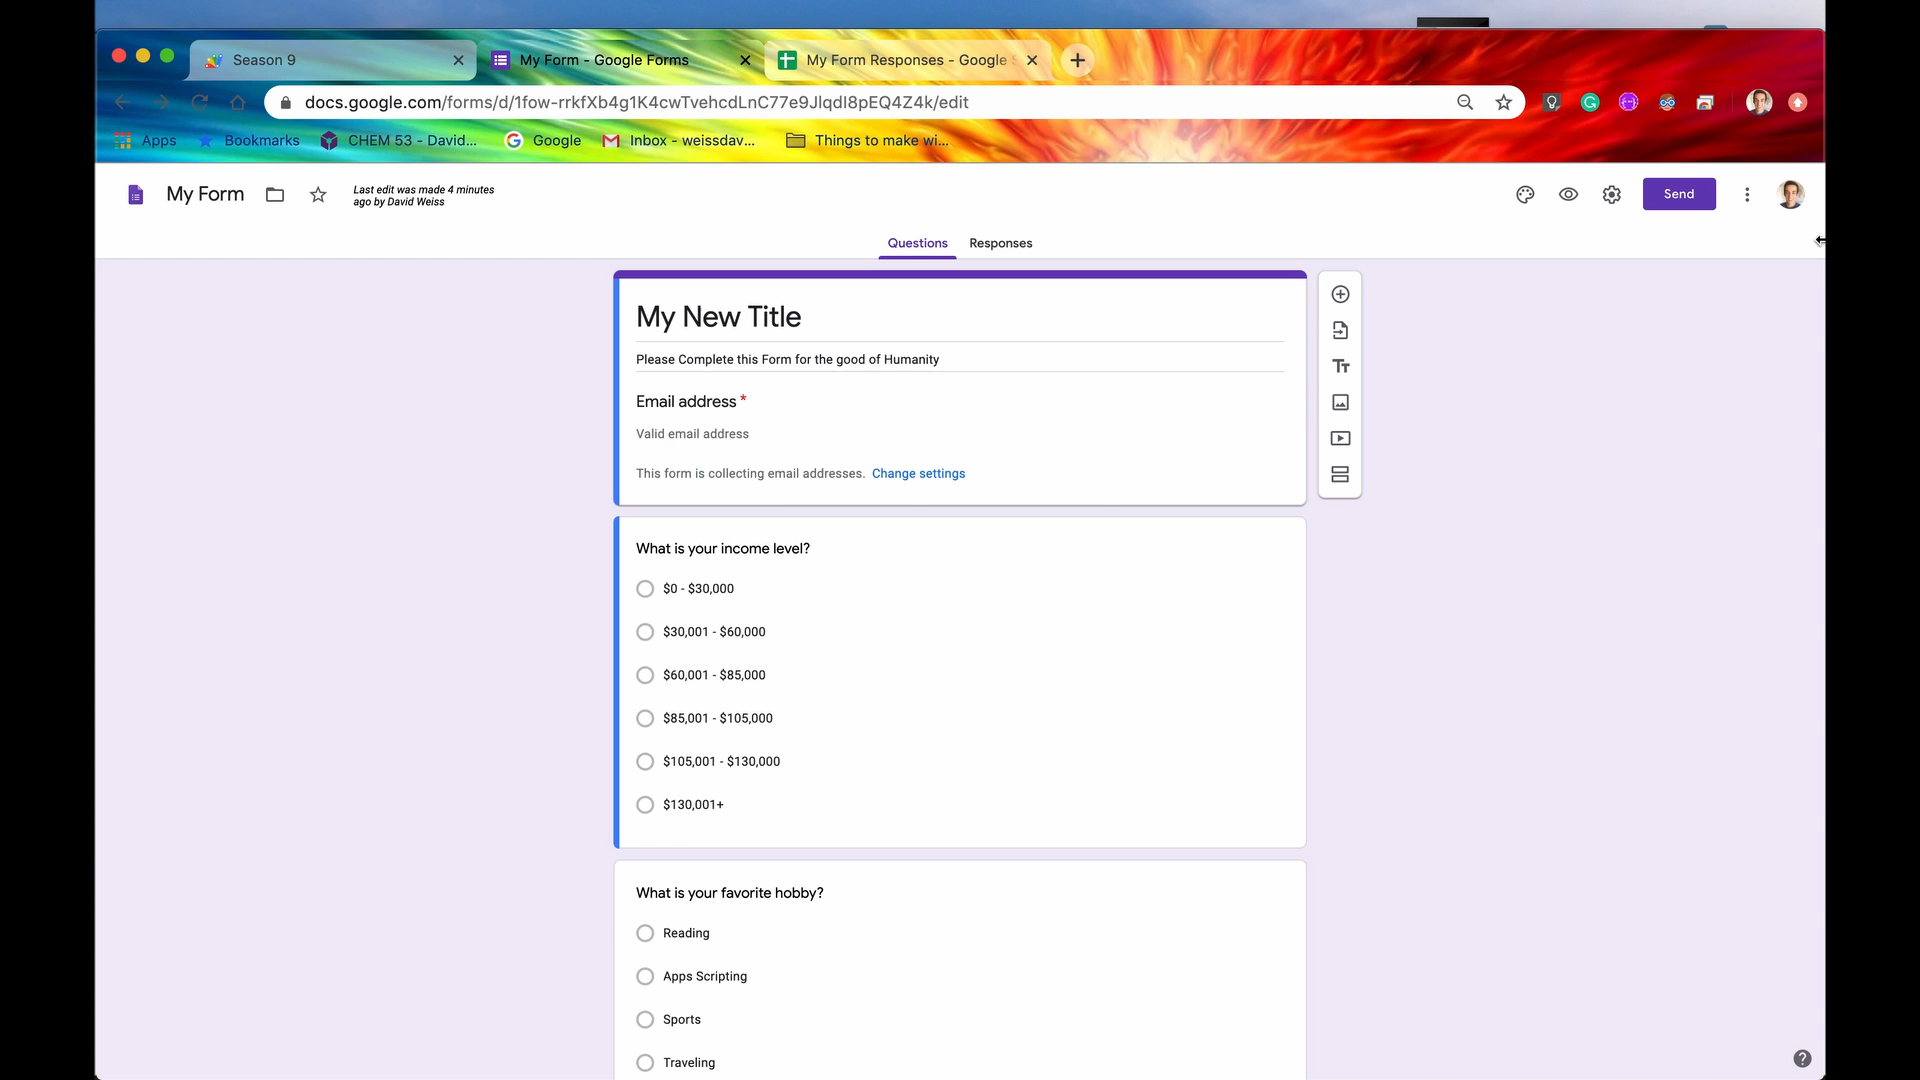 Season 9
My Form - Google Forms
My Form Responses - Google
docs.google.com/forms/d/1fow-rrkfXb4g1K4cwTvehcdLnC77e9JlqdI8pEQ4Z4k/edit
Apps
Bookmarks
CHEM 53 - David...
Google
Inbox - weissdav...
Things to make wi...
My Form
Last edit was made 4 minutes
ago by David Weiss
Send
Questions
Responses
My New Title
Please Complete this Form for the good of Humanity
Email address *
Valid email address
This form is collecting email addresses. Change settings
What is your income level?
$0 - $30,000
$30,001 - $60,000
$60,001 - $85,000
$85,001 - $105,000
$105,001 - $130,000
$130,001+
What is your favorite hobby?
Reading
Apps Scripting
Sports
Traveling